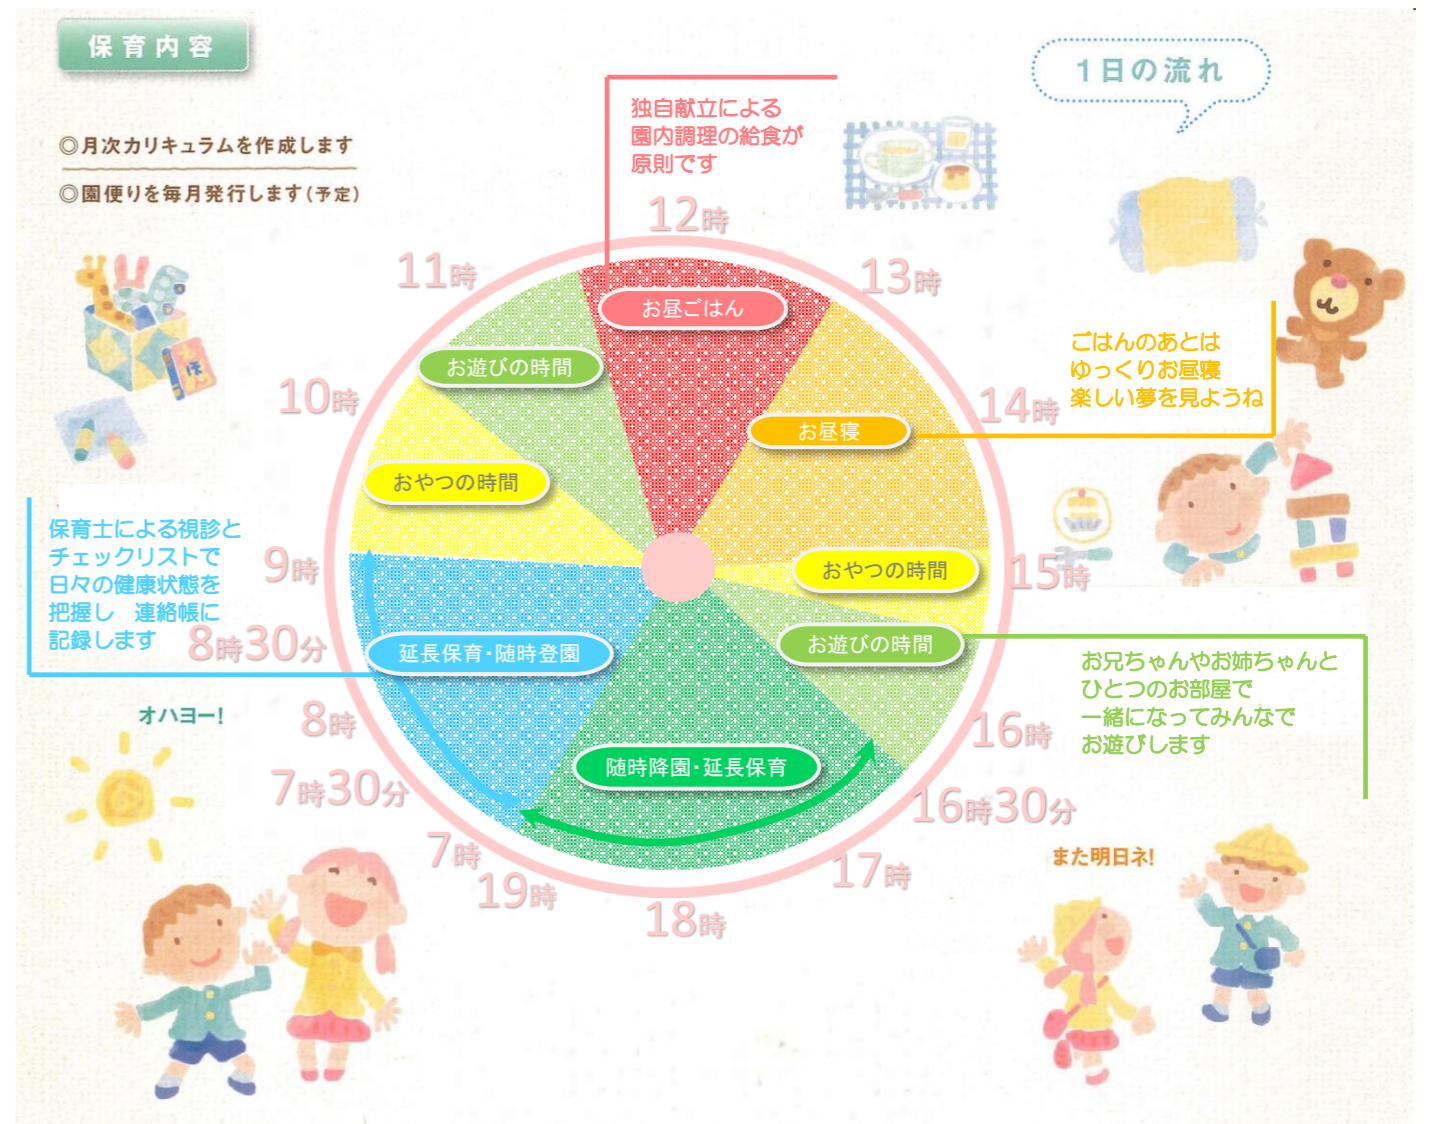 保育内容
1日の流れ
◎月次カリキュラムを作成します
◎園便りを毎月発行します(予定)
独自献立による
園内調理の給食が
原則です
12時
11時
13時
お昼ごはん
お遊びの時間
10時
14時
ごはんのあとは
ゆっくりお昼寝
楽しい夢を見ようね
お昼寝
おやつの時間
えほん
保育士による視診と
チェックリストで
日々の健康状態を
把握し 連絡帳に
記録します
9時
おやつの時間
15時
8時30分
延長保育・随時登園
お遊びの時間
お兄ちゃんやお姉ちゃんと
ひとつのお部屋で
一緒になってみんなで
お遊びします
オハヨー!
8時
16時
随時降園・延長保育
7時30分
16時30分
7時
17時
19時
18時
また明日ネ!